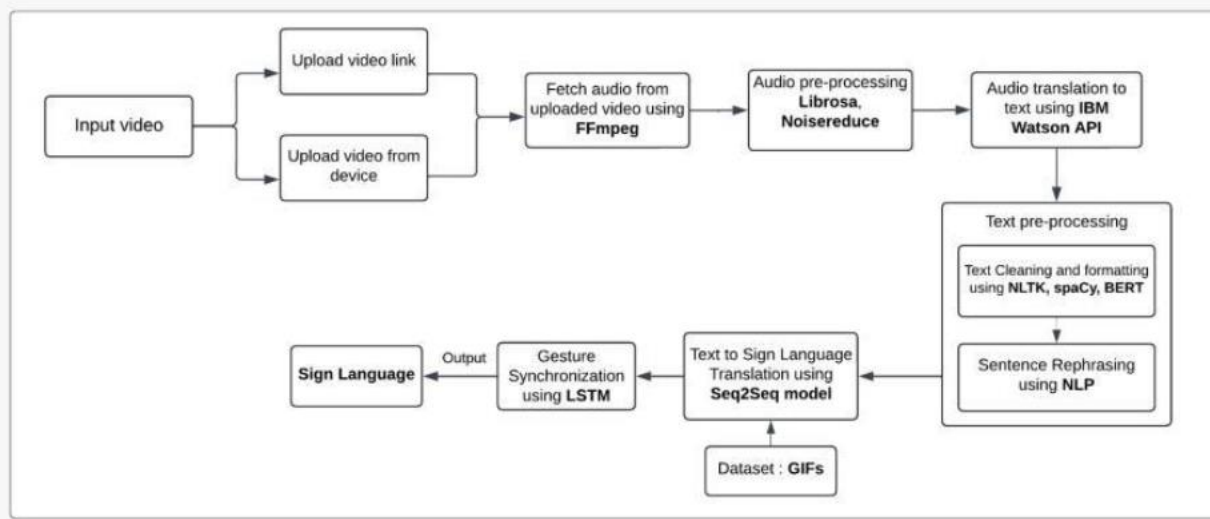 Input video
Upload video link
Upload video from
device
Fetch audio from
uploaded video using
FFmpeg
Audio pre-processing
Librosa,
Noisereduce
Audio translation to
text using IBM
Watson API
Text pre-processing
Text Cleaning and formatting
using NLTK, spaCy, BERT
Sentence Rephrasing
using NLP
Text to Sign Language
Translation using
Seq2Seq model
Dataset : GIFs
Gesture
Synchronization
using LSTM
Output
Sign Language